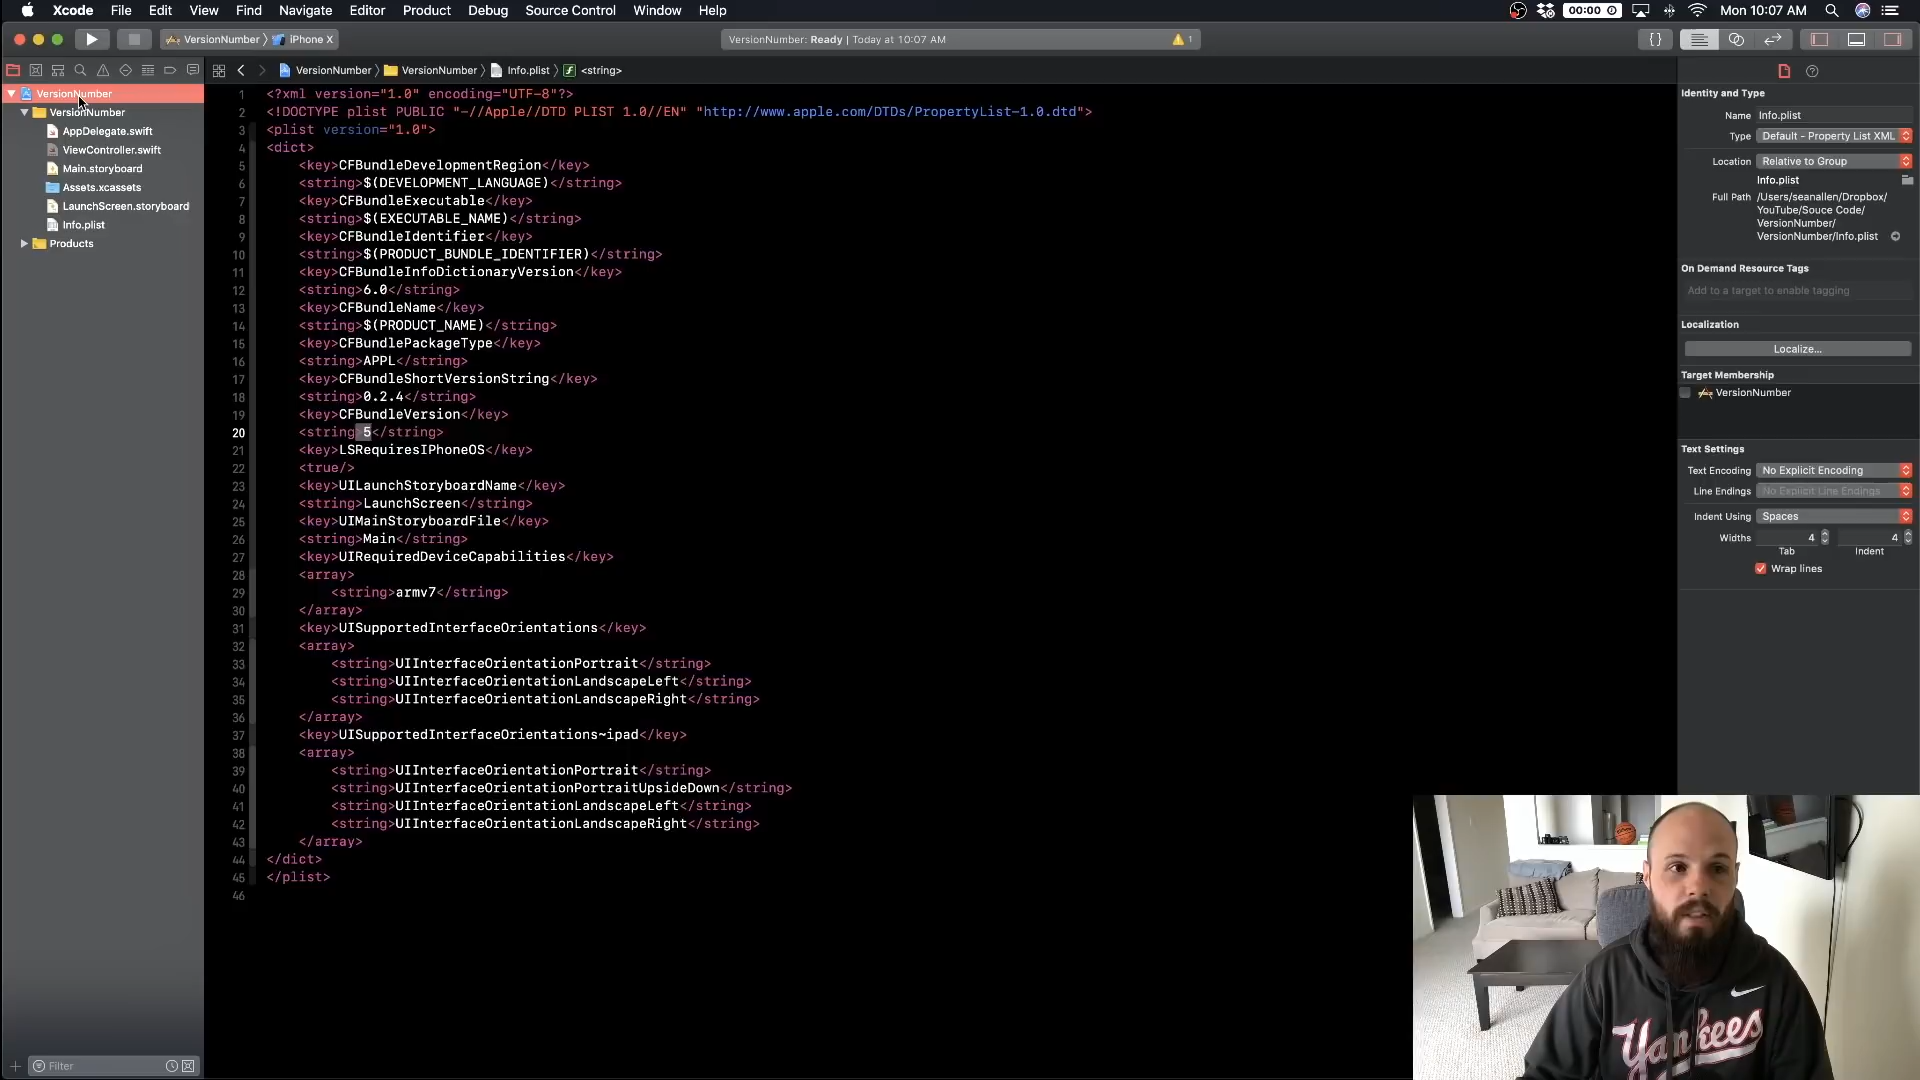 Xcode File Edit View Find Navigate Editor Product Debug Source Control Window Help
00:00 Mon 10:07 AM
VersionNumber iPhone X
VersionNumber: Ready | Today at 10:07 AM
1
VersionNumber VersionNumber Info.plist <string>
VersionNumber
VersionNumber
AppDelegate.swift
ViewController.swift
Main.storyboard
Assets.xcassets
LaunchScreen.storyboard
Info.plist
Products
Filter
1 <?xml version="1.0" encoding="UTF-8"?>
2 <!DOCTYPE plist PUBLIC "-//Apple//DTD PLIST 1.0//EN" "http://www.apple.com/DTDs/PropertyList-1.0.dtd">
3 <plist version="1.0">
4 <dict>
5 <key>CFBundleDevelopmentRegion</key>
6 <string>$(DEVELOPMENT_LANGUAGE)</string>
7 <key>CFBundleExecutable</key>
8 <string>$(EXECUTABLE_NAME)</string>
9 <key>CFBundleIdentifier</key>
10 <string>$(PRODUCT_BUNDLE_IDENTIFIER)</string>
11 <key>CFBundleInfoDictionaryVersion</key>
12 <string>6.0</string>
13 <key>CFBundleName</key>
14 <string>$(PRODUCT_NAME)</string>
15 <key>CFBundlePackageType</key>
16 <string>APPL</string>
17 <key>CFBundleShortVersionString</key>
18 <string>0.2.4</string>
19 <key>CFBundleVersion</key>
20 <string>5</string>
21 <key>LSRequiresIPhoneOS</key>
22 <true/>
23 <key>UILaunchStoryboardName</key>
24 <string>LaunchScreen</string>
25 <key>UIMainStoryboardFile</key>
26 <string>Main</string>
27 <key>UIRequiredDeviceCapabilities</key>
28 <array>
29 <string>armv7</string>
30 </array>
31 <key>UISupportedInterfaceOrientations</key>
32 <array>
33 <string>UIInterfaceOrientationPortrait</string>
34 <string>UIInterfaceOrientationLandscapeLeft</string>
35 <string>UIInterfaceOrientationLandscapeRight</string>
36 </array>
37 <key>UISupportedInterfaceOrientations~ipad</key>
38 <array>
39 <string>UIInterfaceOrientationPortrait</string>
40 <string>UIInterfaceOrientationPortraitUpsideDown</string>
41 <string>UIInterfaceOrientationLandscapeLeft</string>
42 <string>UIInterfaceOrientationLandscapeRight</string>
43 </array>
44 </dict>
45 </plist>
46
Identity and Type
Name Info.plist
Type Default - Property List XML
Location Relative to Group
Info.plist
Full Path /Users/seanallen/Dropbox/
YouTube/Souce Code/
VersionNumber/
VersionNumber/Info.plist
On Demand Resource Tags
Add to a target to enable tagging
Localization
Localize...
Target Membership
VersionNumber
Text Settings
Text Encoding No Explicit Encoding
Line Endings No Explicit Line Endings
Indent Using Spaces
Widths 4 4
Tab Indent
Wrap lines
Yankees